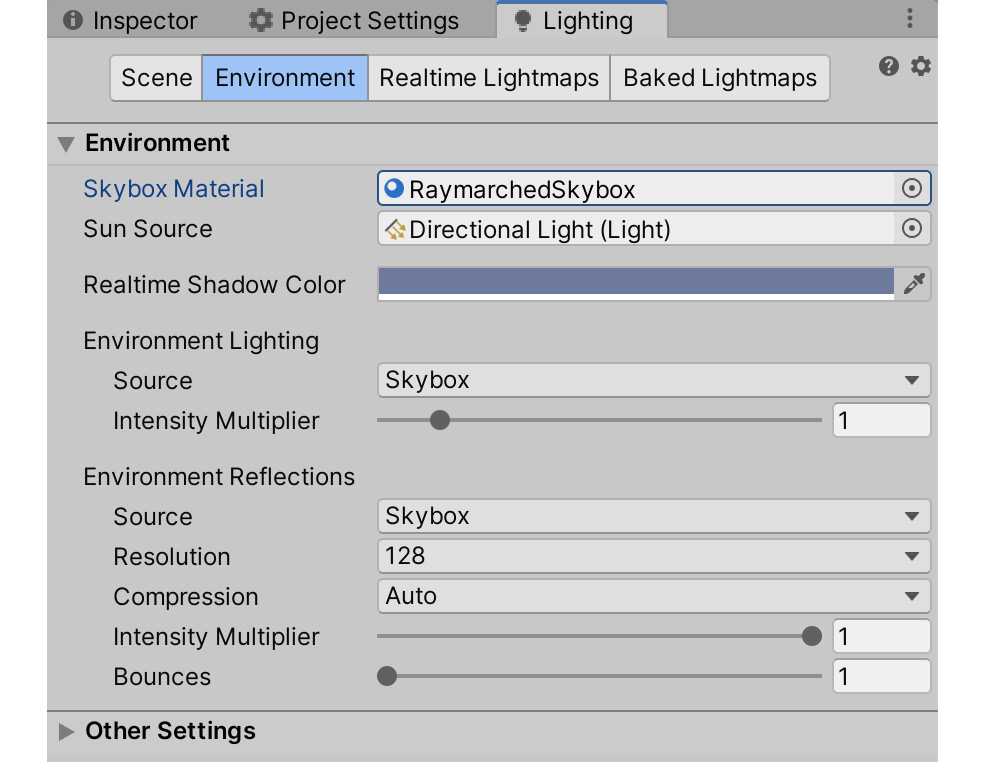 Inspector Project Settings Lighting
Scene Environment Realtime Lightmaps Baked Lightmaps
Environment
Skybox Material RaymarchedSkybox
Sun Source Directional Light (Light)
Realtime Shadow Color
Environment Lighting
Source Skybox
Intensity Multiplier 1
Environment Reflections
Source Skybox
Resolution 128
Compression Auto
Intensity Multiplier 1
Bounces 1
Other Settings